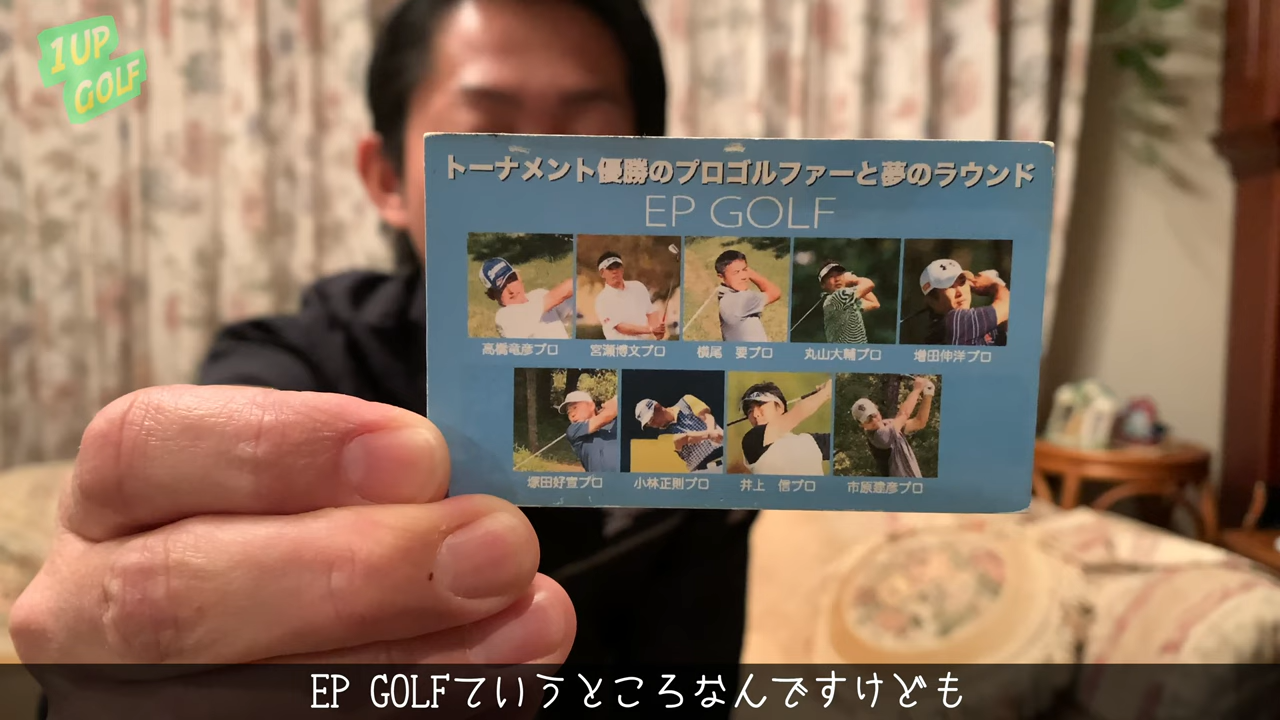 1UP
GOLF
トーナメント優勝のプロゴルファーと夢のラウンド
EP GOLF
高橋竜彦プロ 宮瀬博文プロ 横尾 要プロ 丸山大輔プロ 増田伸洋プロ
塚田好宣プロ 小林正則プロ 井上 信プロ 市原建彦プロ
EP GOLFていうところなんですけども